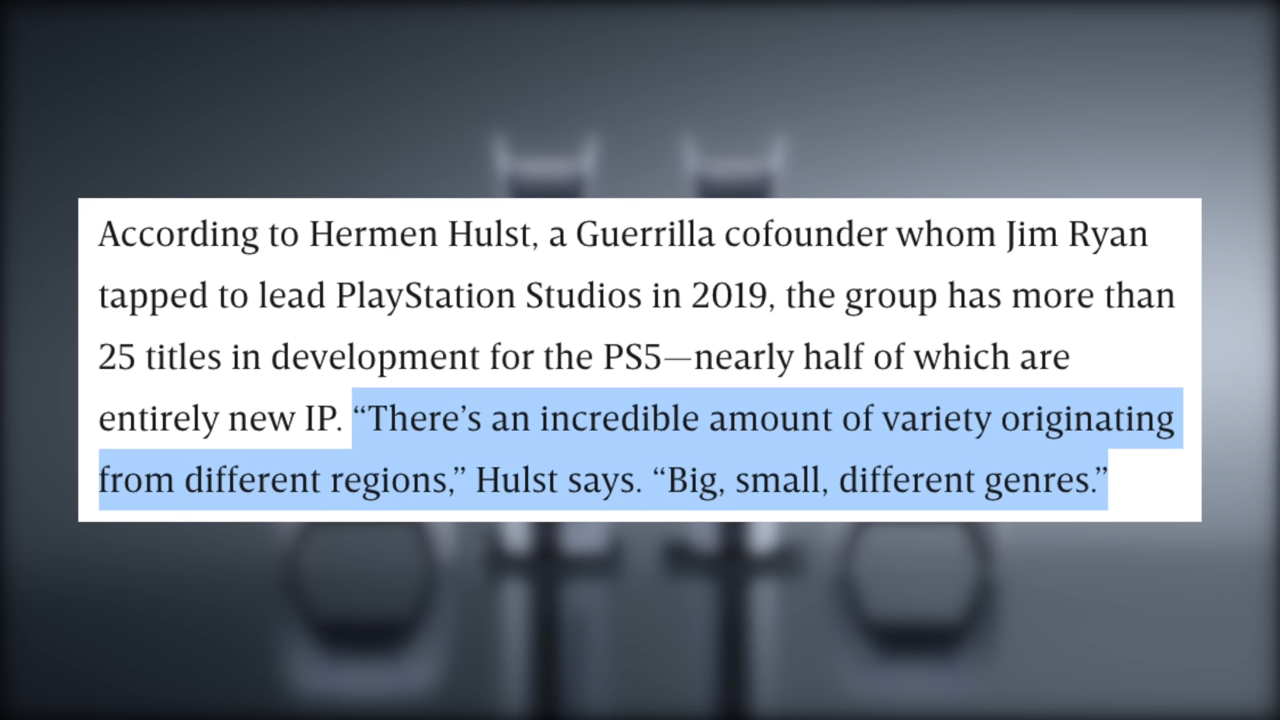 According to Hermen Hulst, a Guerrilla cofounder whom Jim Ryan
tapped to lead PlayStation Studios in 2019, the group has more than
25 titles in development for the PS5—nearly half of which are
entirely new IP. “There’s an incredible amount of variety originating
from different regions,” Hulst says. “Big, small, different genres.”